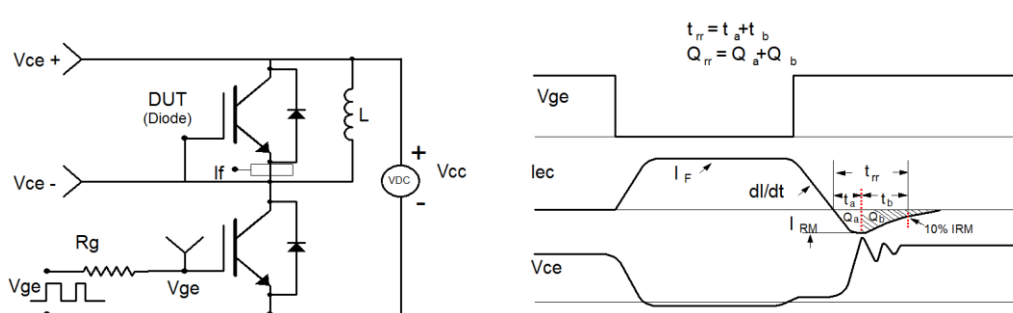 Vce +
DUT
(Diode)
L
If
+
VDC
-
Vcc
Vce -
Rg
Vge
Vge
t rr = t a + t b
Q rr = Q a + Q b
Vge
Iec
I F
dI/dt
t rr
t a
t b
Q a
Q b
I RM
10% IRM
Vce